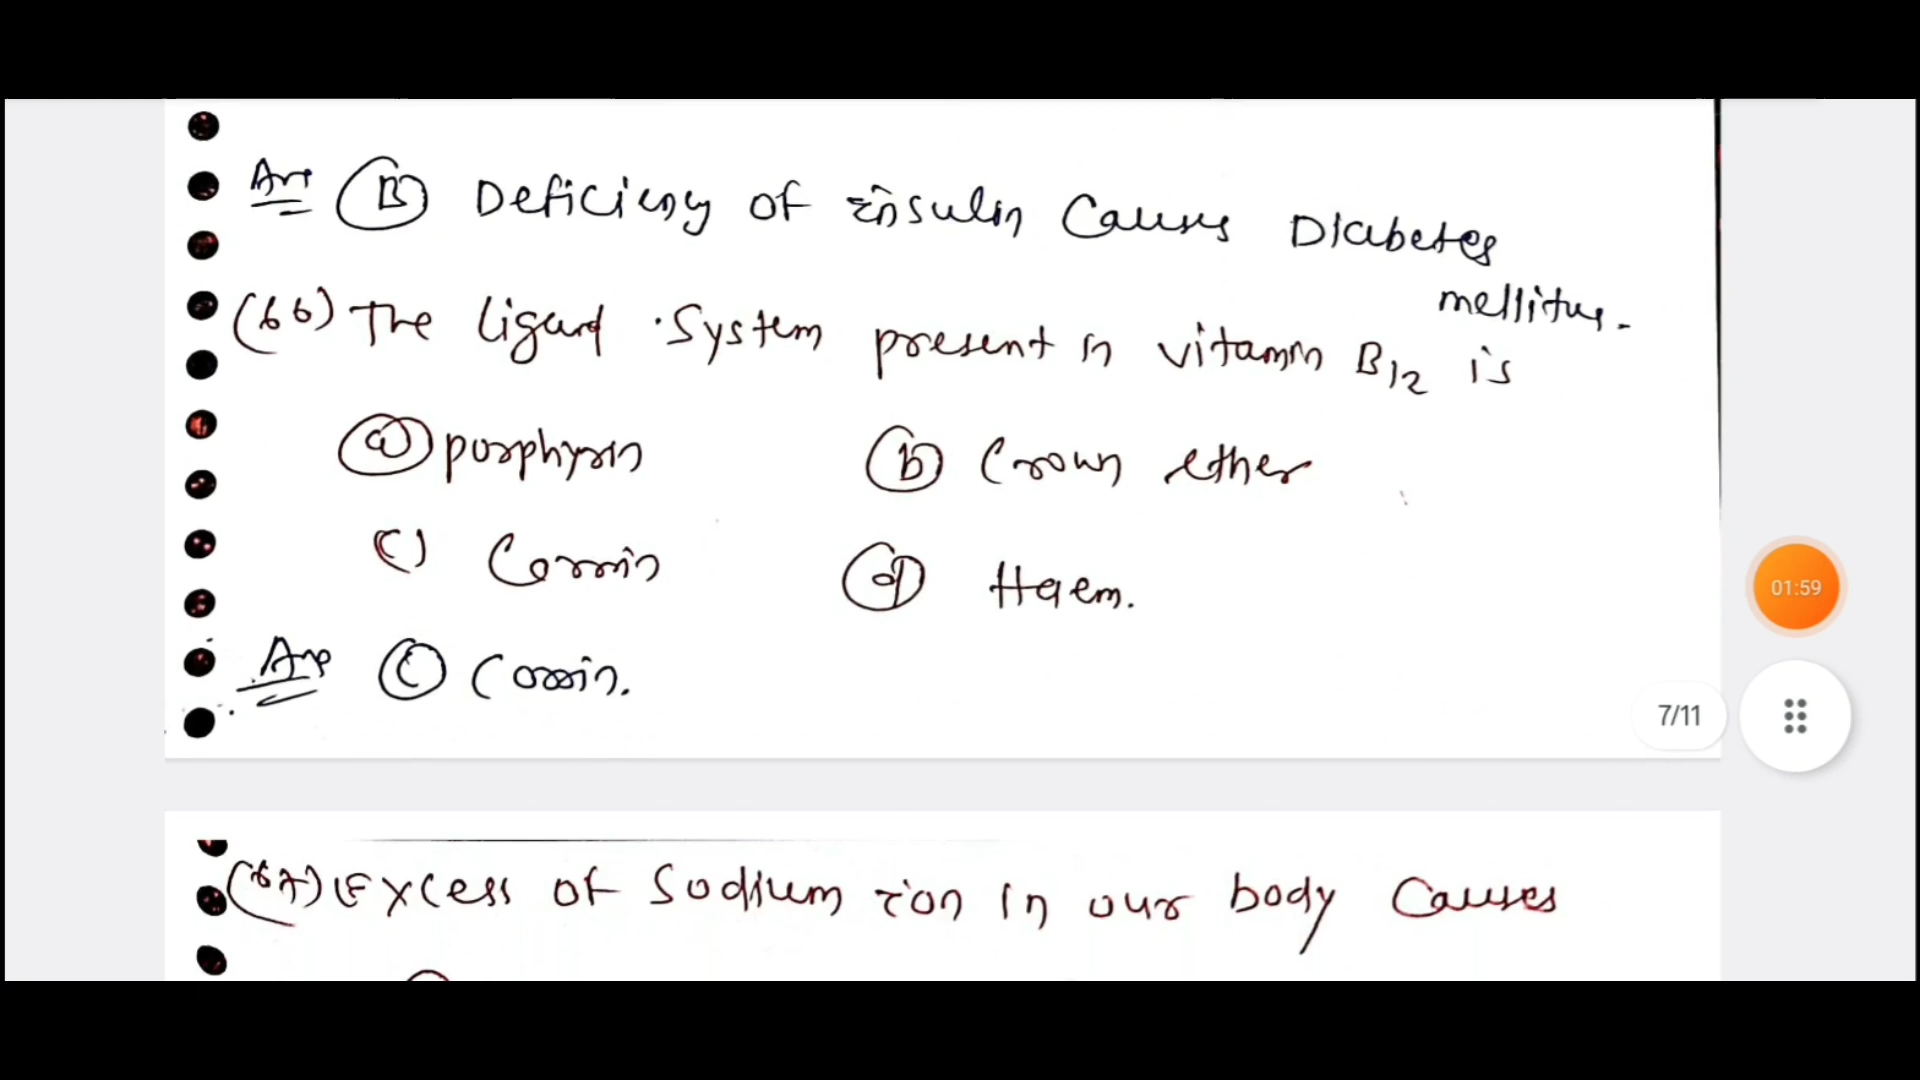 Ans (B) Deficiency of insulin causes Diabetes
mellitus.
(66) The ligand system present in vitamin B12 is
(a) porphyrin (b) Crown ether
(c) Corrin (d) Haem.
Ans (C) Corrin.
7/11
01:59
(67) Excess of Sodium ion in our body causes